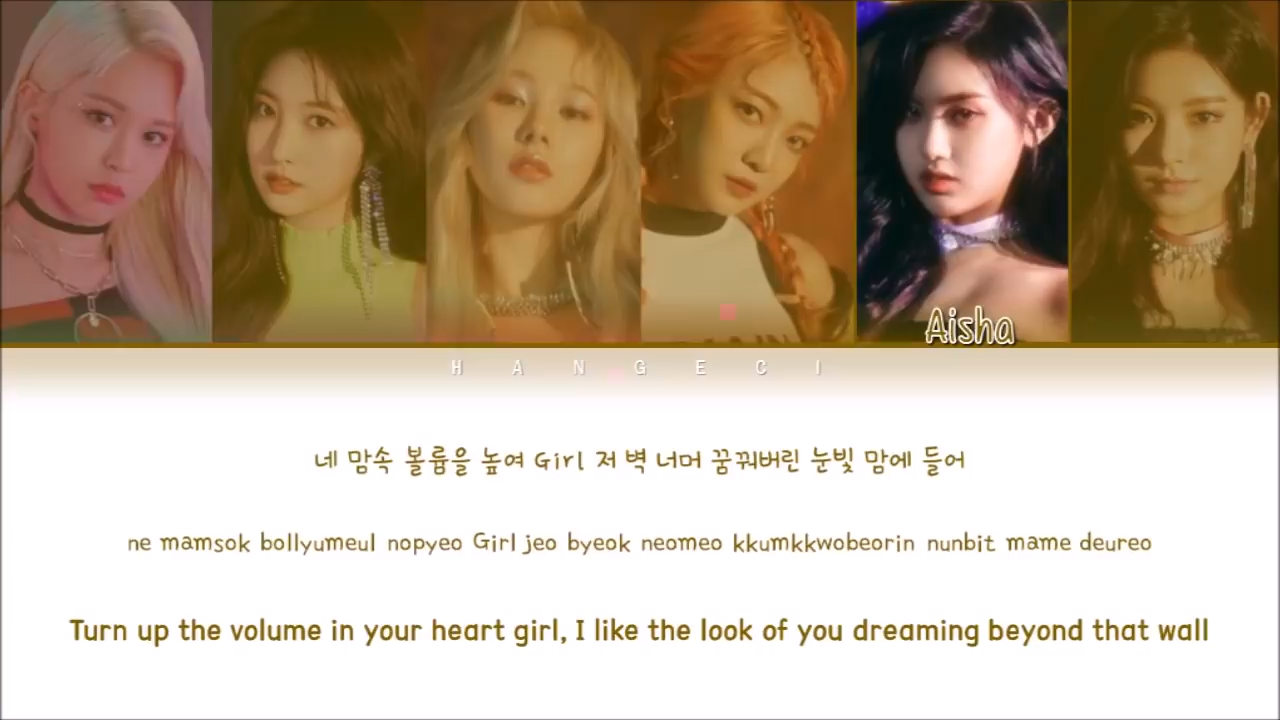 Aisha
H A N G E C I
네 맘속 볼륨을 높여 Girl 저 벽 너머 꿈꿔버린 눈빛 맘에 들어
ne mamsok bollyumeul nopyeo Girl jeo byeok neomeo kkumkkwobeorin nunbit mame deureo
Turn up the volume in your heart girl, I like the look of you dreaming beyond that wall